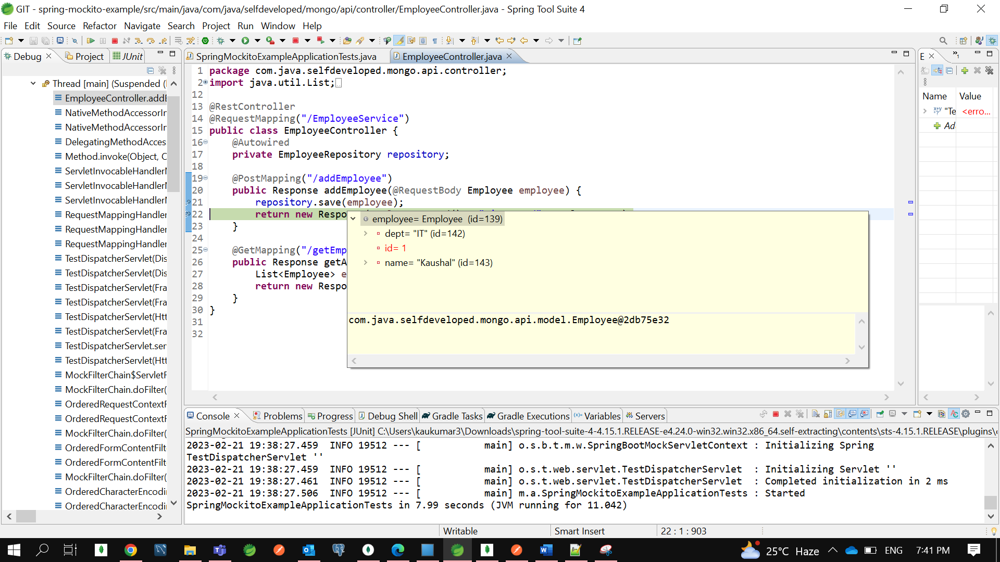 GIT - spring-mockito-example/src/main/java/com/java/selfdeveloped/mongo/api/controller/EmployeeController.java - Spring Tool Suite 4
File Edit Source Refactor Navigate Search Project Run Window Help
Debug Project JUnit
Thread [main] (Suspended (
EmployeeController.addE
NativeMethodAccessorIr
NativeMethodAccessorIr
DelegatingMethodAcces
Method.invoke(Object, C
ServletInvocableHandler
ServletInvocableHandler
ServletInvocableHandler
RequestMappingHandler
RequestMappingHandler
RequestMappingHandler
TestDispatcherServlet(Dis
TestDispatcherServlet(Dis
TestDispatcherServlet(Fra
TestDispatcherServlet(Fra
TestDispatcherServlet(Htt
TestDispatcherServlet(Fra
TestDispatcherServlet.ser
TestDispatcherServlet(Htt
MockFilterChain$ServletF
MockFilterChain.doFilter(
OrderedRequestContextF
OrderedRequestContextF
MockFilterChain.doFilter(
OrderedFormContentFilt
OrderedFormContentFilt
MockFilterChain.doFilter(
OrderedCharacterEncodi
OrderedCharacterEncodi
SpringMockitoExampleApplicationTests.java EmployeeController.java
1 package com.java.selfdeveloped.mongo.api.controller;
2 import java.util.List;
12
13 @RestController
14 @RequestMapping("/EmployeeService")
15 public class EmployeeController {
16 @Autowired
17 private EmployeeRepository repository;
18
19 @PostMapping("/addEmployee")
20 public Response addEmployee(@RequestBody Employee employee) {
21 repository.save(employee);
22 return new Respo
23 }
24
25 @GetMapping("/getEmp
26 public Response getA
27 List<Employee> e
28 return new Respo
29 }
30 }
31
32
employee= Employee (id=139)
dept= "IT" (id=142)
id= 1
name= "Kaushal" (id=143)
com.java.selfdeveloped.mongo.api.model.Employee@2db75e32
E
Name Value
"Te <erro...
Ad
Console Problems Progress Debug Shell Gradle Tasks Gradle Executions Variables Servers
SpringMockitoExampleApplicationTests [JUnit] C:\Users\kaukumar3\Downloads\spring-tool-suite-4-4.15.1.RELEASE-e4.24.0-win32.win32.x86_64.self-extracting\contents\sts-4.15.1.RELEASE\plugins\
2023-02-21 19:38:27.459 INFO 19512 --- [ main] o.s.b.t.m.w.SpringBootMockServletContext : Initializing Spring
TestDispatcherServlet ''
2023-02-21 19:38:27.459 INFO 19512 --- [ main] o.s.t.web.servlet.TestDispatcherServlet : Initializing Servlet ''
2023-02-21 19:38:27.461 INFO 19512 --- [ main] o.s.t.web.servlet.TestDispatcherServlet : Completed initialization in 2 ms
2023-02-21 19:38:27.506 INFO 19512 --- [ main] m.a.SpringMockitoExampleApplicationTests : Started
SpringMockitoExampleApplicationTests in 7.99 seconds (JVM running for 11.042)
Writable Smart Insert 22 : 1 : 903
25°C Haze ENG 7:41 PM